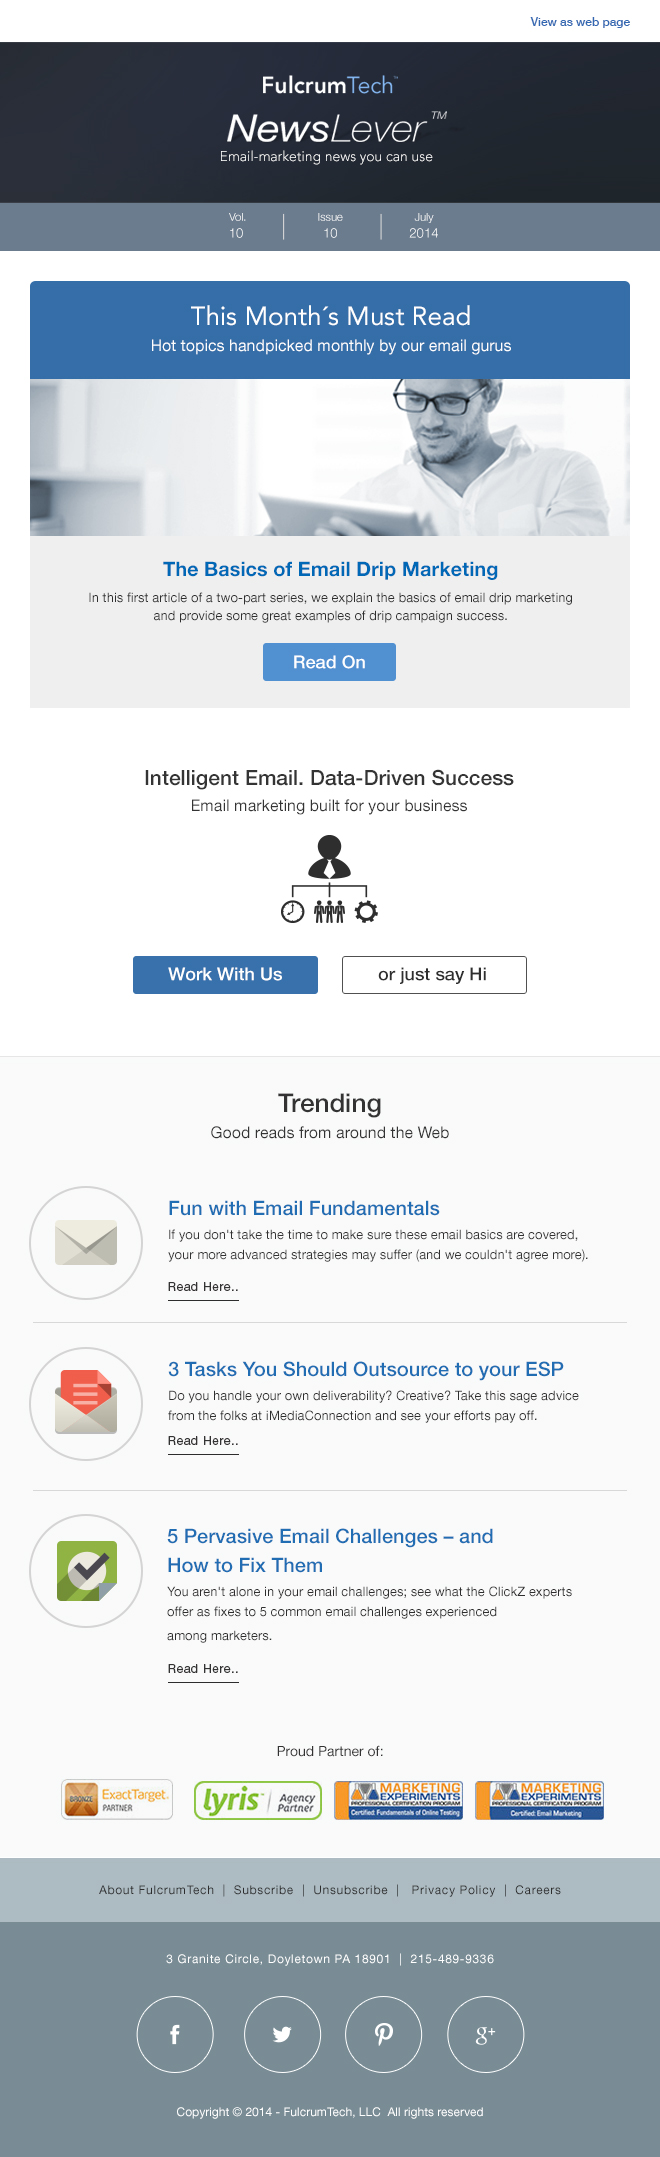 View as web page
FulcrumTech™
NewsLever™
Email-marketing news you can use
Vol. Issue July
10 10 2014
This Month´s Must Read
Hot topics handpicked monthly by our email gurus
The Basics of Email Drip Marketing
In this first article of a two-part series, we explain the basics of email drip marketing
and provide some great examples of drip campaign success.
Read On
Intelligent Email. Data-Driven Success
Email marketing built for your business
Work With Us
or just say Hi
Trending
Good reads from around the Web
Fun with Email Fundamentals
If you don't take the time to make sure these email basics are covered,
your more advanced strategies may suffer (and we couldn't agree more).
Read Here..
3 Tasks You Should Outsource to your ESP
Do you handle your own deliverability? Creative? Take this sage advice
from the folks at iMediaConnection and see your efforts pay off.
Read Here..
5 Pervasive Email Challenges – and
How to Fix Them
You aren't alone in your email challenges; see what the ClickZ experts
offer as fixes to 5 common email challenges experienced
among marketers.
Read Here..
Proud Partner of:
BRONZE ExactTarget.
PARTNER
lyris Agency
Partner
MARKETING
EXPERIMENTS
PROFESSIONAL CERTIFICATION PROGRAM
Certified: Fundamentals of Online Testing
MARKETING
EXPERIMENTS
PROFESSIONAL CERTIFICATION PROGRAM
Certified: Email Marketing
About FulcrumTech | Subscribe | Unsubscribe | Privacy Policy | Careers
3 Granite Circle, Doyletown PA 18901 | 215-489-9336
f g+
Copyright © 2014 - FulcrumTech, LLC All rights reserved